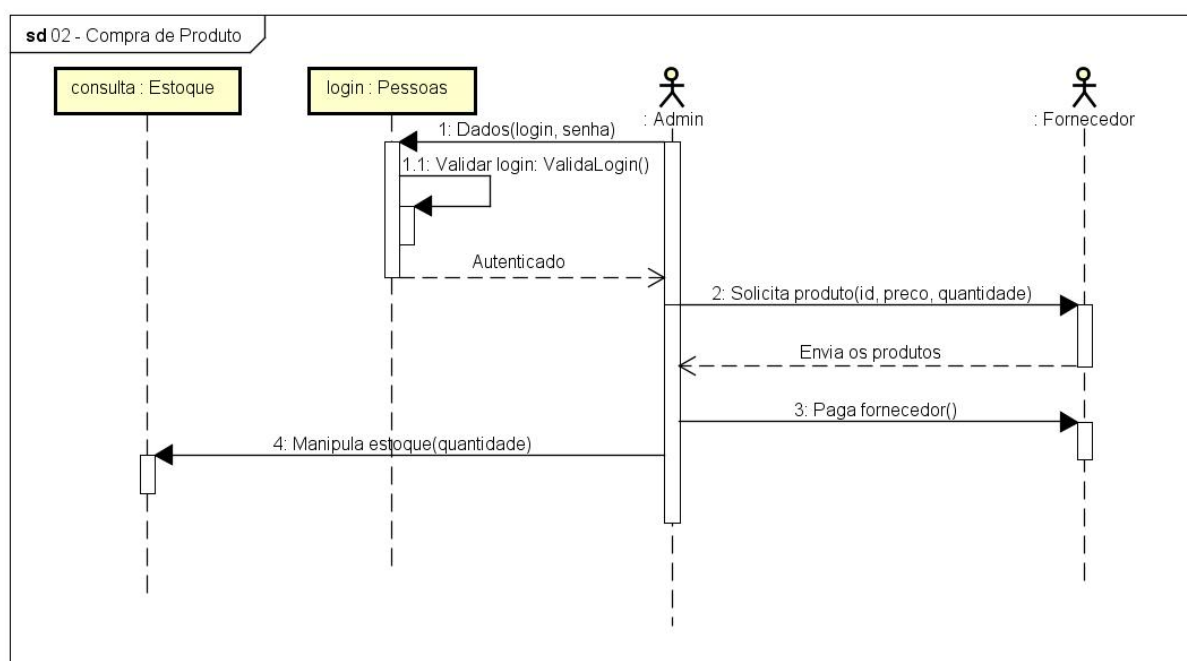 sd 02 - Compra de Produto
consulta : Estoque
login : Pessoas
: Admin
: Fornecedor
1: Dados(login, senha)
1.1: Validar login: ValidaLogin()
Autenticado
2: Solicita produto(id, preco, quantidade)
Envia os produtos
3: Paga fornecedor()
4: Manipula estoque(quantidade)